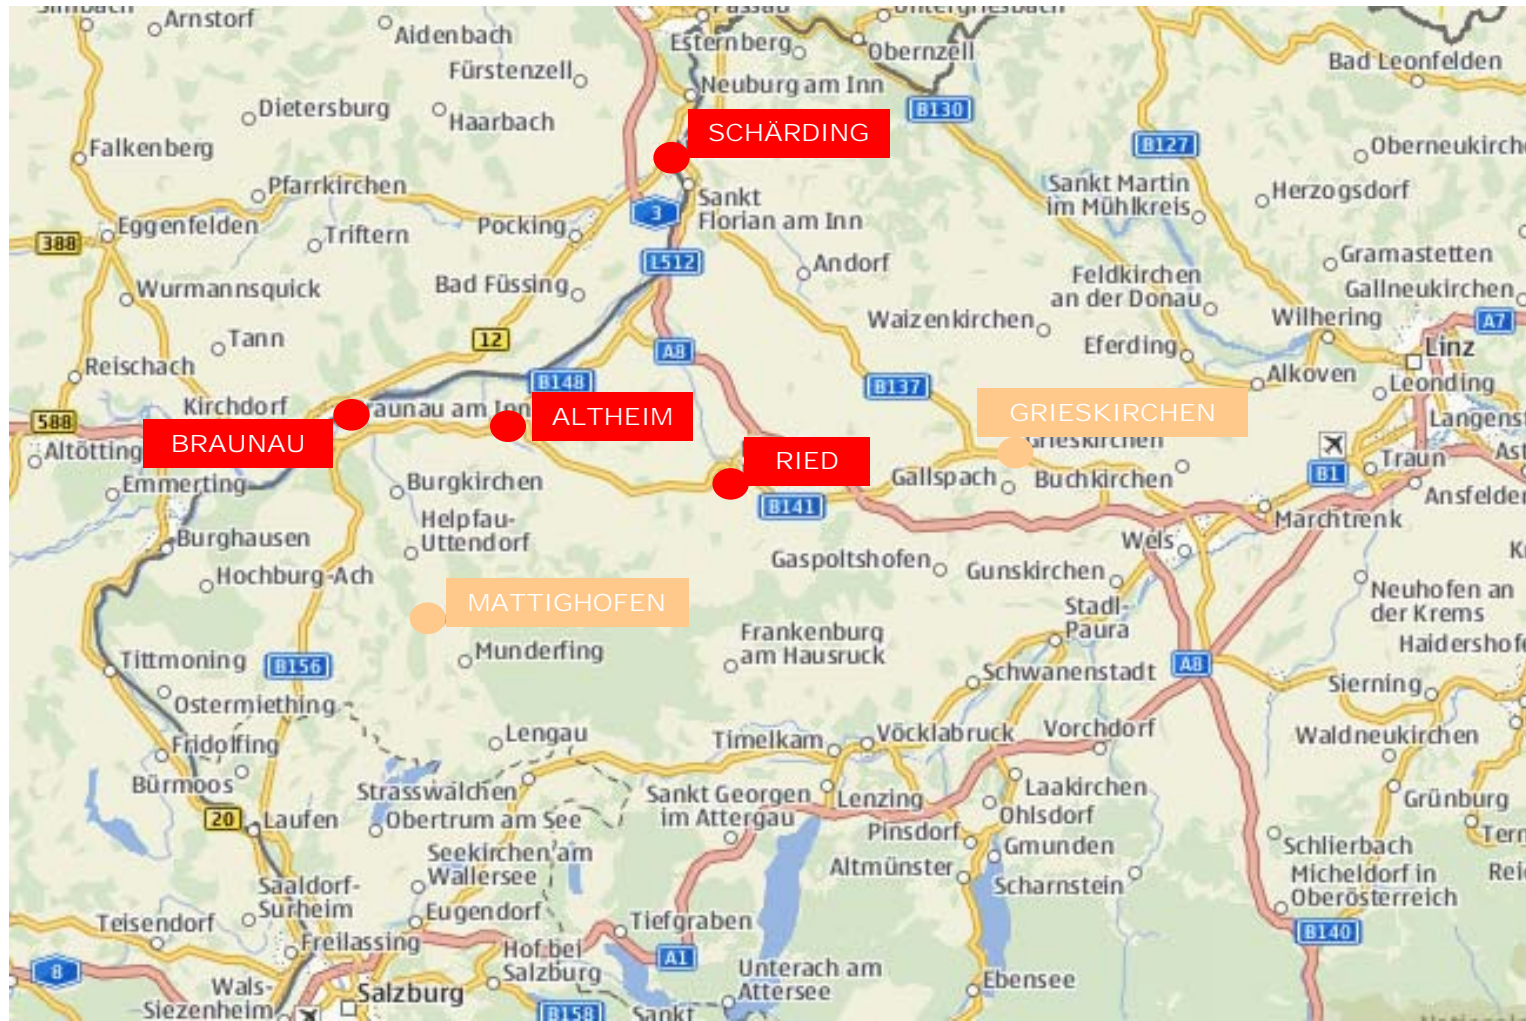 Simbach
Arnstorf
Aidenbach
Passau
Untergriesbach
Esternberg
Obernzell
Bad Leonfelden
Fürstenzell
Neuburg am Inn
Dietersburg
Haarbach
B130
SCHÄRDING
B127
Falkenberg
Pfarrkirchen
Sankt Martin
im Mühlkreis
Herzogsdorf
Sankt
Florian am Inn
3
Eggenfelden
388
Triftern
Pocking
L512
Andorf
Gramastetten
Wurmannsquick
Bad Füssing
Feldkirchen
an der Donau
Gallneukirchen
Waizenkirchen
Wilhering
A7
Tann
12
A8
Eferding
Linz
Reischach
B148
B137
Alkoven
Leonding
Kirchdorf
588
raunau am Inn
ALTHEIM
GRIESKIRCHEN
BRAUNAU
Grieskirchen
Altötting
RIED
Traun
B1
Emmerting
Burgkirchen
Gallspach
Buchkirchen
B141
Marchtrenk
Helpfau-
Uttendorf
Burghausen
Wels
Gaspoltshofen
Gunskirchen
Hochburg-Ach
MATTIGHOFEN
Neuhofen an
der Krems
Stadl-
Paura
Frankenburg
am Hausruck
Munderfing
Tittmoning
B156
A8
Schwanenstadt
Sierning
Ostermiething
Fridolfing
Lengau
Timelkam
Vöcklabruck
Vorchdorf
Waldneukirchen
Bürmoos
Strasswalchen
Sankt Georgen
im Attergau
Lenzing
Laakirchen
Grünburg
20
Laufen
Obertrum am See
Pinsdorf
Ohlsdorf
Seekirchen am
Wallersee
Altmünster
Gmunden
Schlierbach
Scharnstein
Micheldorf in
Oberösterreich
Saaldorf-
Surheim
Teisendorf
Eugendorf
Tiefgraben
Freilassing
Hof bei
Salzburg
A1
B140
8
Wals-
Siezenheim
Salzburg
Unterach am
Attersee
Ebensee
B158
Sankt